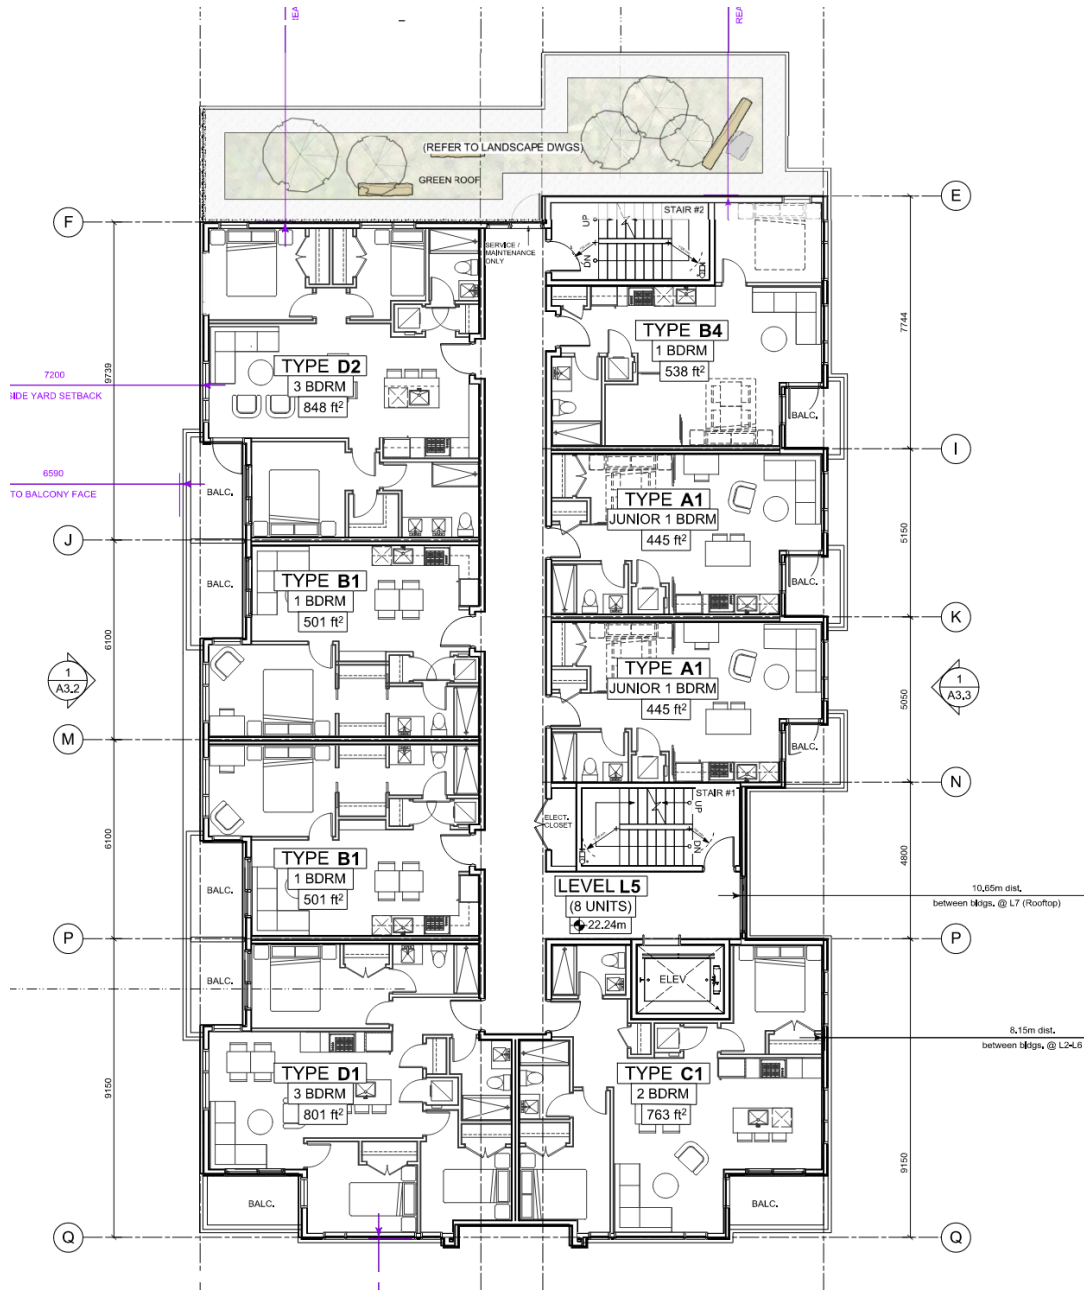 REA
REA
(REFER TO LANDSCAPE DWGS)
GREEN ROOF
E
F
SERVICE /
MAINTENANCE
ONLY
STAIR #2
UP
DN
7744
9739
TYPE B4
1 BDRM
538 ft²
TYPE D2
3 BDRM
848 ft²
7200
SIDE YARD SETBACK
BALC.
I
6590
TO BALCONY FACE
BALC.
TYPE A1
JUNIOR 1 BDRM
445 ft²
5150
J
BALC.
BALC.
TYPE B1
1 BDRM
501 ft²
K
6100
1
A3.2
TYPE A1
JUNIOR 1 BDRM
445 ft²
1
A3.3
5050
M
BALC.
N
STAIR #1
UP
DN
ELECT.
CLOSET
6100
4800
TYPE B1
1 BDRM
501 ft²
BALC.
LEVEL L5
(8 UNITS)
22.24m
10.65m dist.
between bldgs. @ L7 (Rooftop)
P
P
BALC.
ELEV
8.15m dist.
between bldgs. @ L2-L6
TYPE D1
3 BDRM
801 ft²
TYPE C1
2 BDRM
763 ft²
9150
9150
BALC.
BALC.
Q
Q